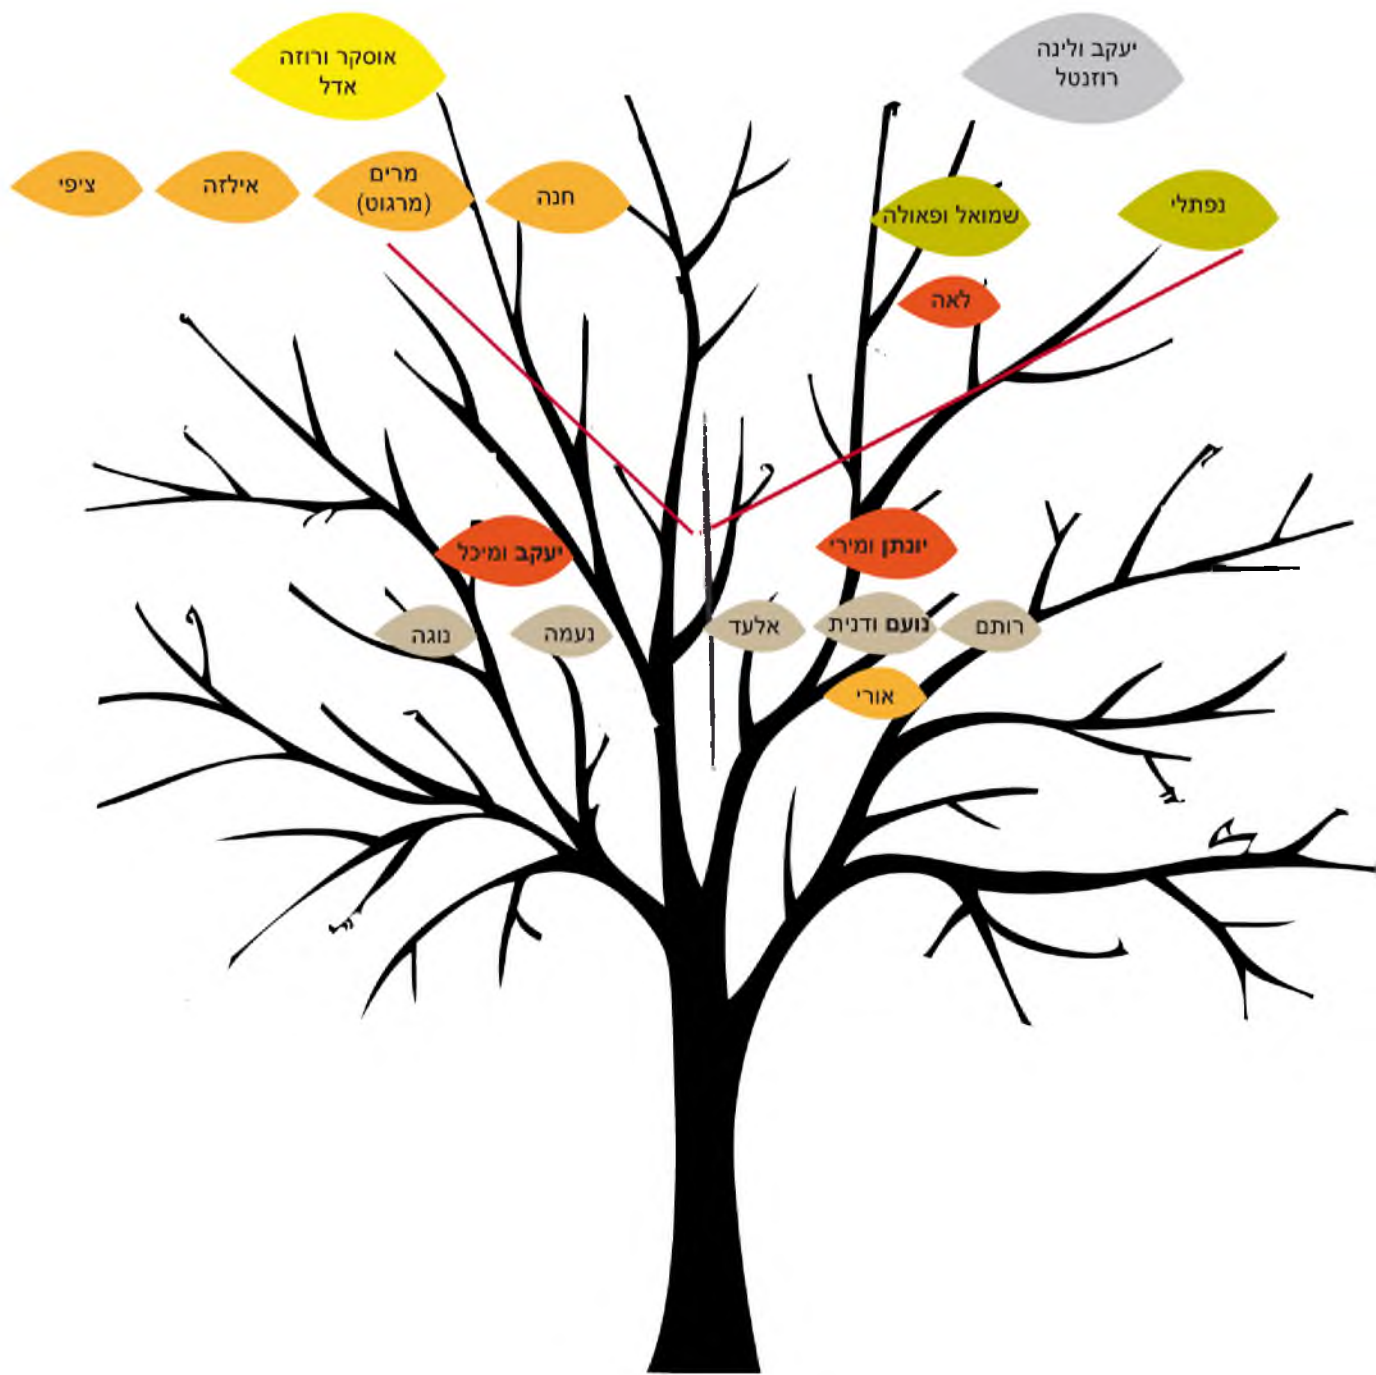 יעקב ולינה
רוזנטל
אוסקר ורוזה
אדל
נפתלי
שמואל ופאולה
לאה
חנה
מרים
(מרגוט)
אילזה
ציפי
יונתן ומירי
יעקב ומיכל
רותם
נועם ודנית
אלעד
אורי
נעמה
נוגה